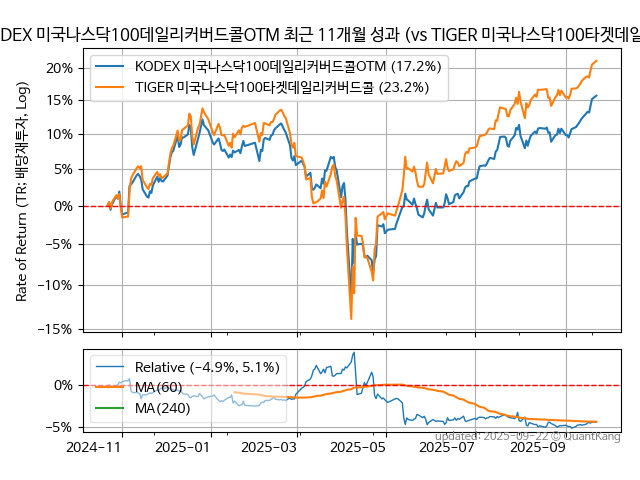 DEX 미국나스닥100데일리커버드콜OTM 최근 11개월 성과 (vs TIGER 미국나스닥100타겟데일
Rate of Return (TR: 배당재투자, Log)
KODEX 미국나스닥100데일리커버드콜OTM (17.2%)
TIGER 미국나스닥100타겟데일리커버드콜 (23.2%)
20%
15%
10%
5%
0%
−5%
−10%
−15%
Relative (−4.9%, 5.1%)
MA(60)
MA(240)
0%
−5%
2024−11
2025−01
2025−03
2025−05
2025−07
2025−09
updated: 2025−09−22 © QuantKang